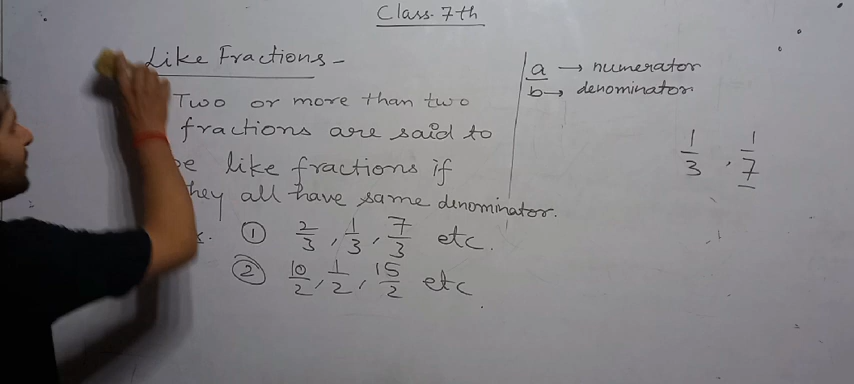 Class 7th
Like Fractions -
Two or more than two
fractions are said to
like fractions if
all have same denominator.
① 2/3, 1/3, 7/3 etc.
② 10/2, 1/2, 15/2 etc
a → numerator
b → denominator
1/3, 1/7